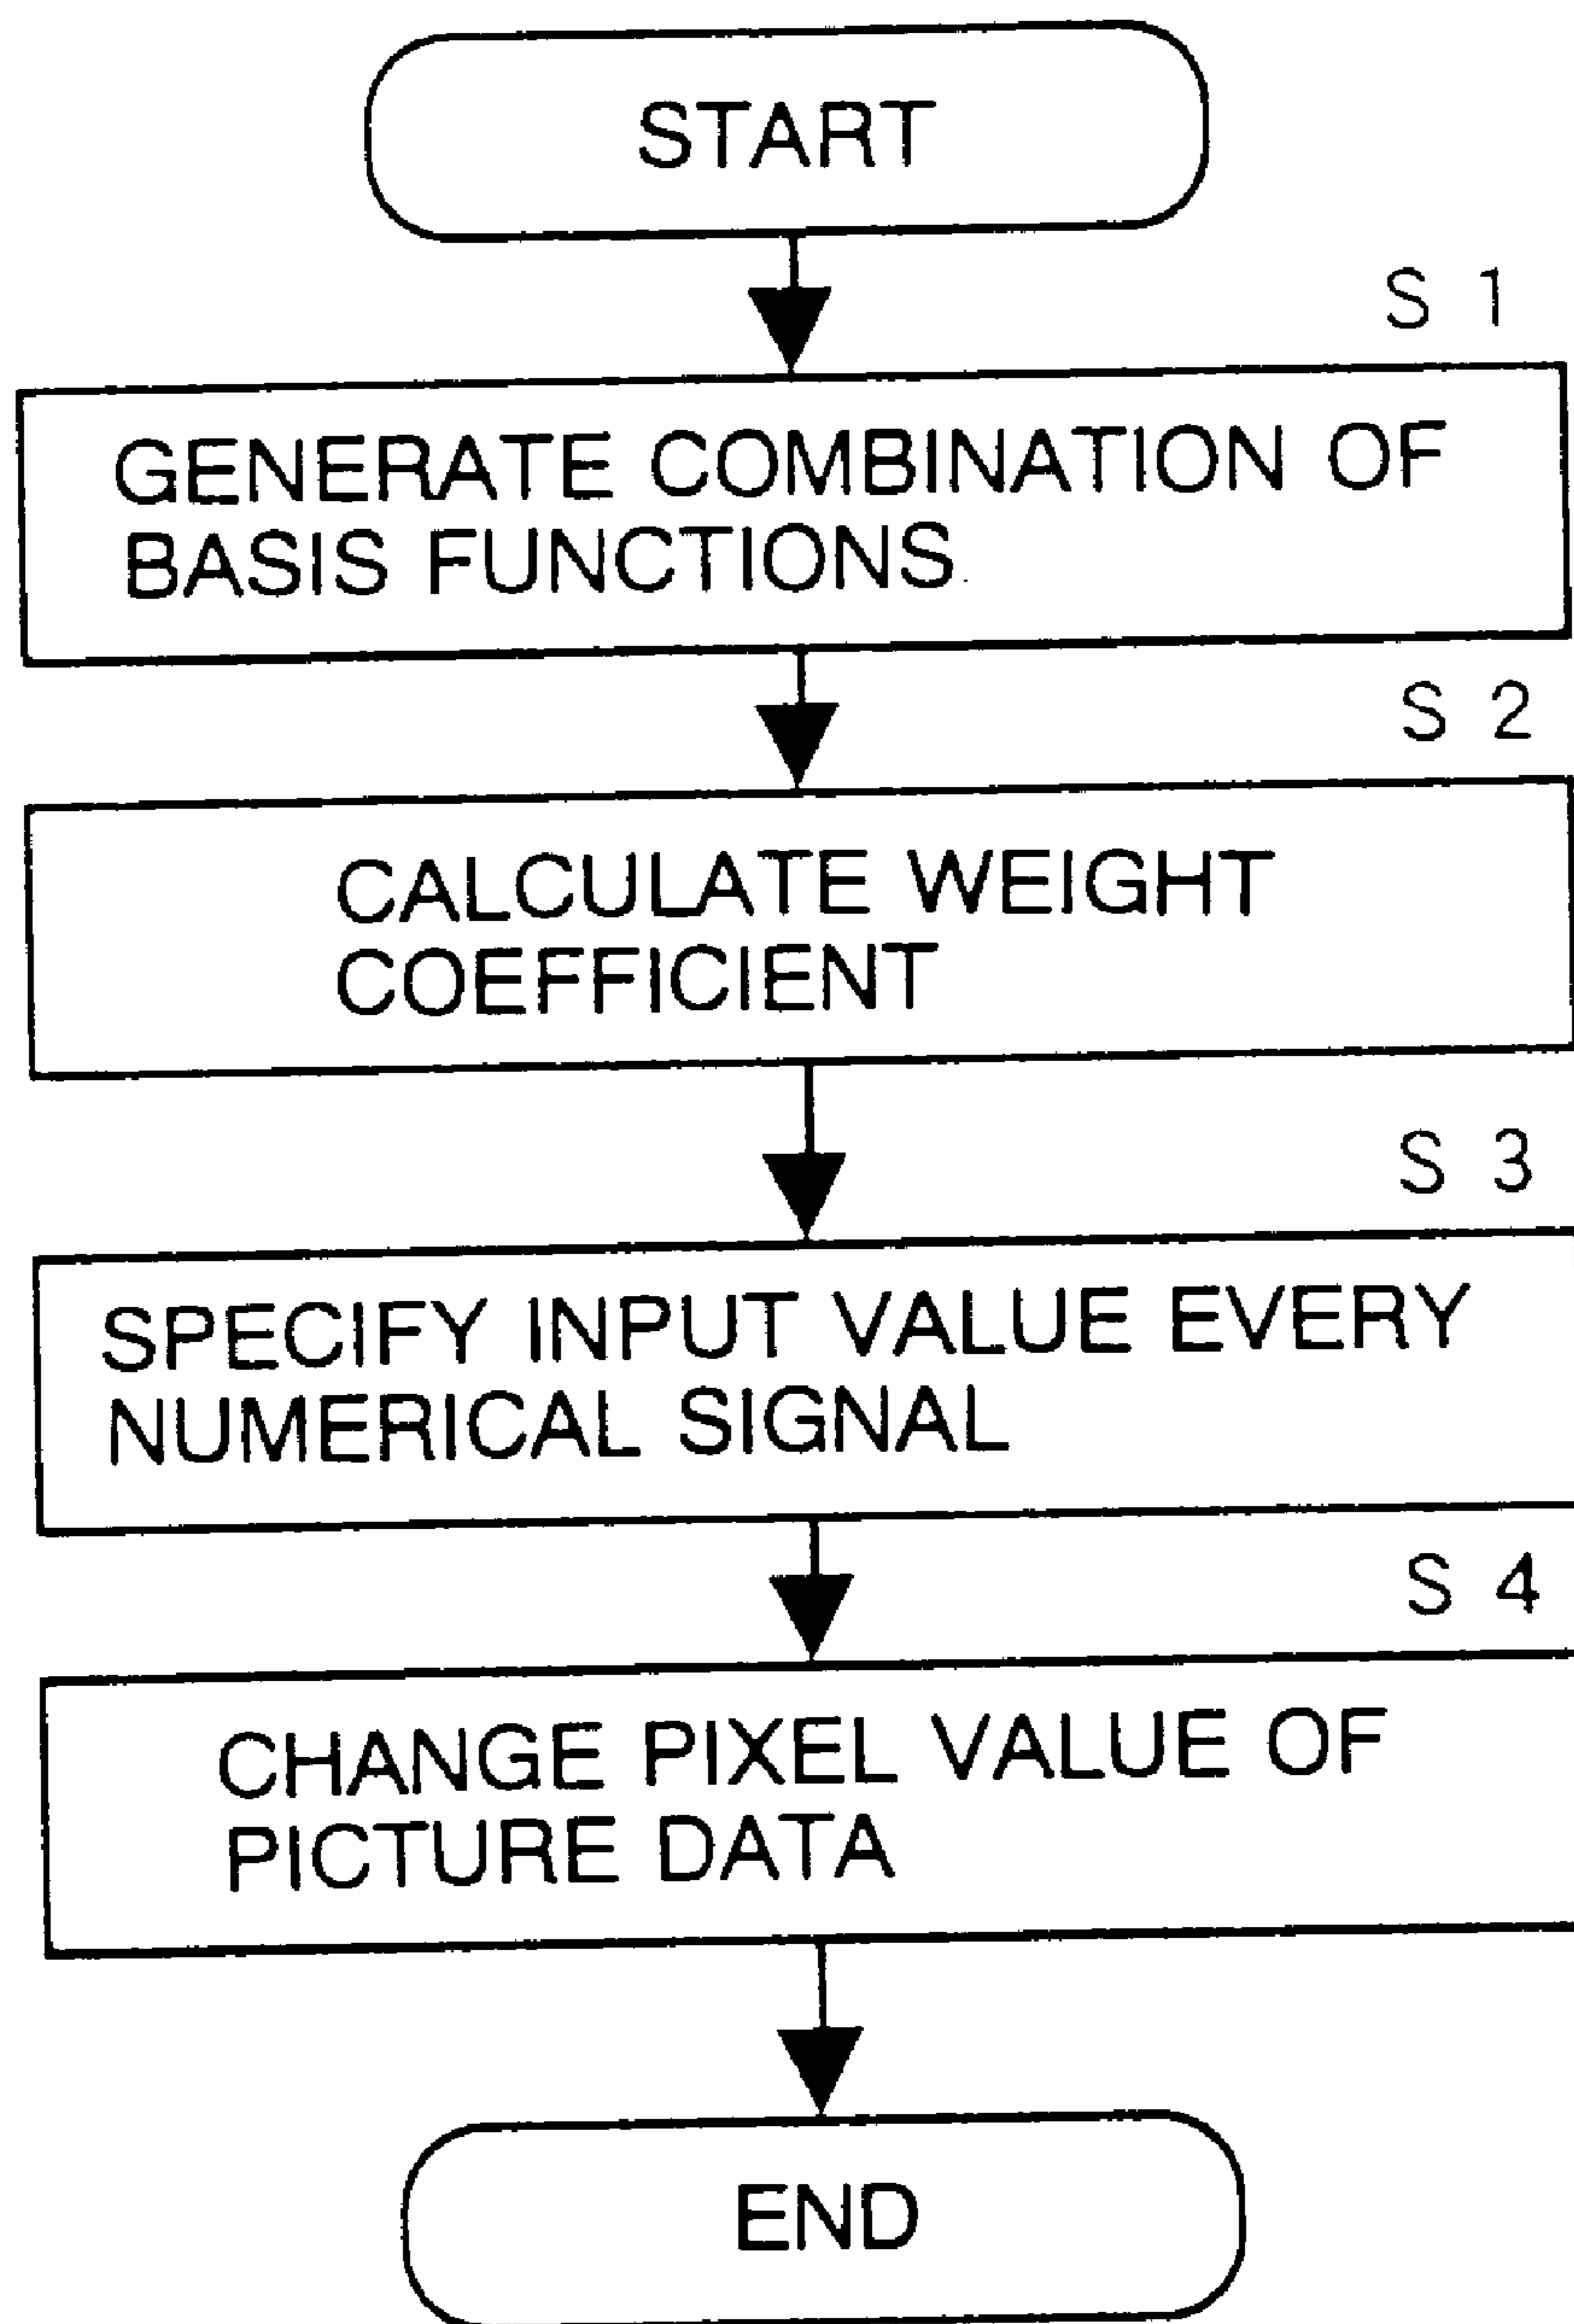 START
S 1
GENERATE COMBINATION OF
BASIS FUNCTIONS
S 2
CALCULATE WEIGHT
COEFFICIENT
S 3
SPECIFY INPUT VALUE EVERY
NUMERICAL SIGNAL
S 4
CHANGE PIXEL VALUE OF
PICTURE DATA
END